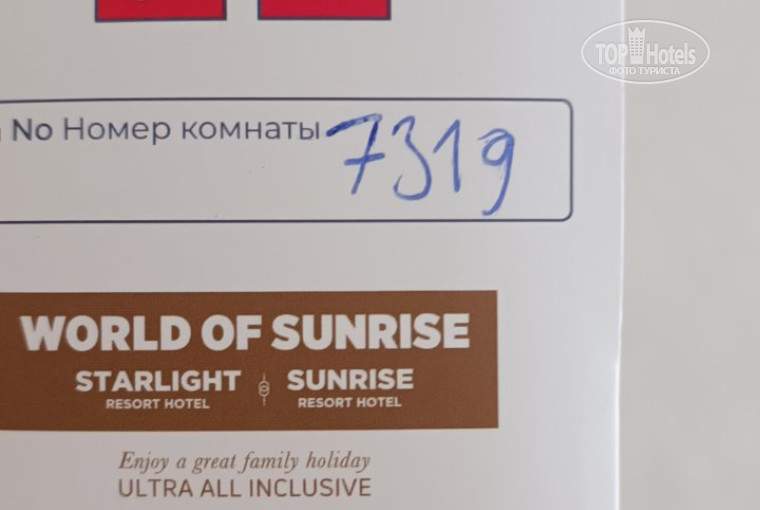 TOP Hotels
ФОТО ТУРИСТА
No Номер комнаты 7319
WORLD OF SUNRISE
STARLIGHT SUNRISE
RESORT HOTEL RESORT HOTEL
Enjoy a great family holiday
ULTRA ALL INCLUSIVE